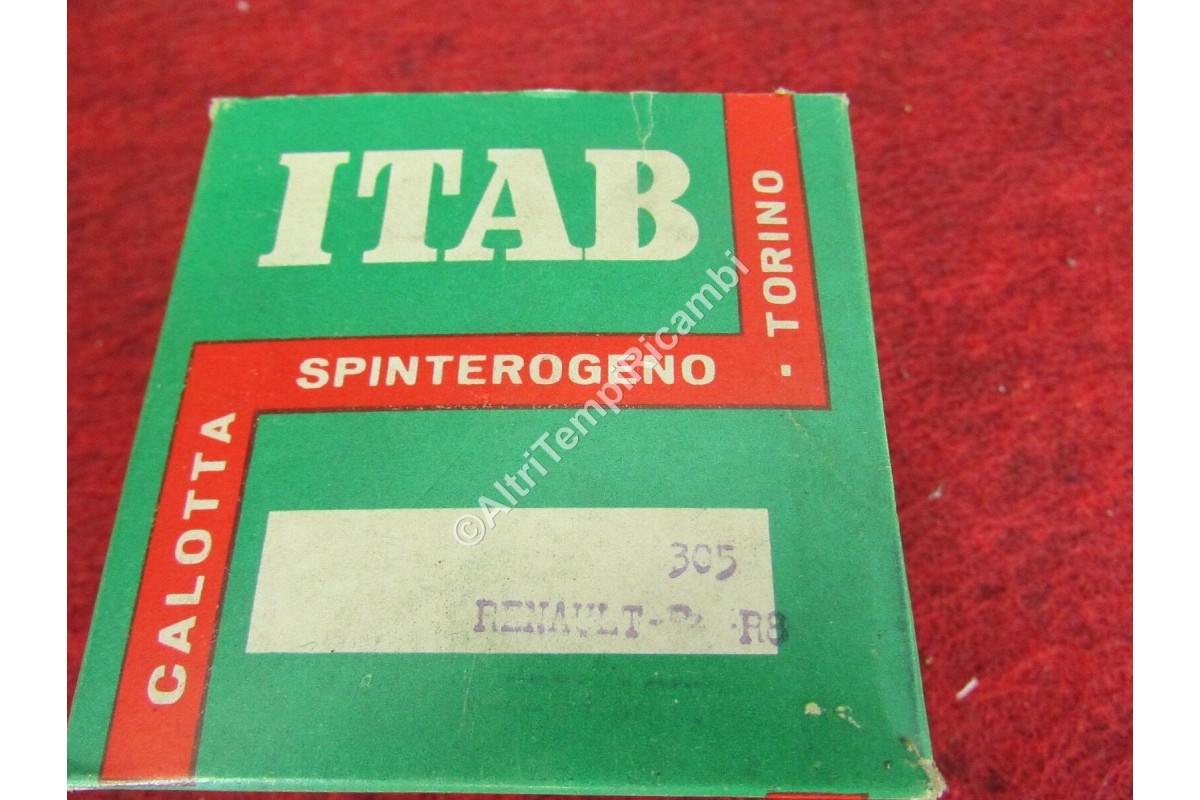 ITAB
CALOTTA SPINTEROGENO - TORINO
305
RENAULT- R8
©AltriTempiRicambi